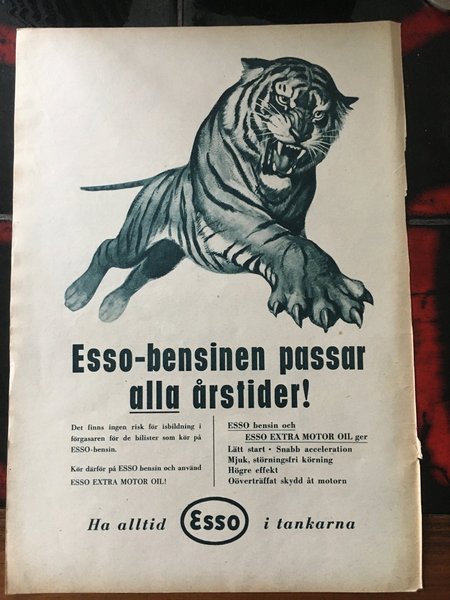 Esso-bensinen passar
alla årstider!
Det finns ingen risk för isbildning i
förgasaren för de bilister som kör på
ESSO-bensin.
Kör därför på ESSO bensin och använd
ESSO EXTRA MOTOR OIL!
ESSO bensin och
ESSO EXTRA MOTOR OIL ger
Lätt start • Snabb acceleration
Mjuk, störningsfri körning
Högre effekt
Oöverträffat skydd åt motorn
Ha alltid Esso i tankarna